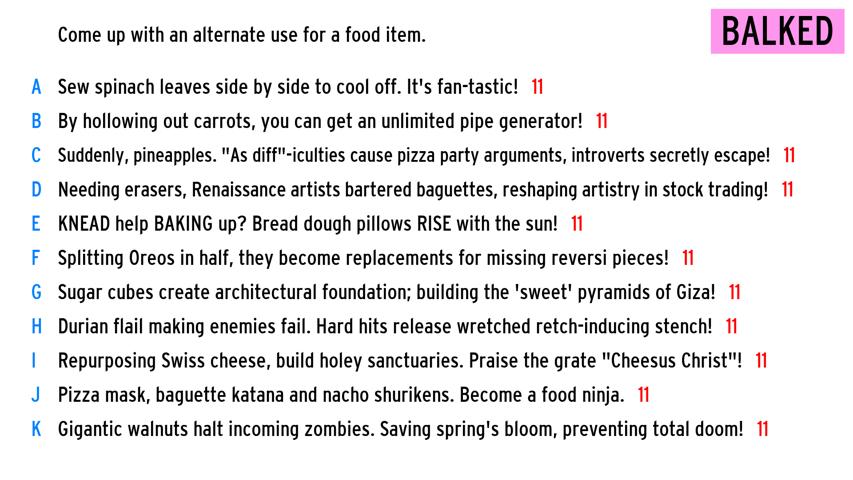 Come up with an alternate use for a food item.
BALKED
A Sew spinach leaves side by side to cool off. It's fan-tastic! 11
B By hollowing out carrots, you can get an unlimited pipe generator! 11
C Suddenly, pineapples. "As diff"-iculties cause pizza party arguments, introverts secretly escape! 11
D Needing erasers, Renaissance artists bartered baguettes, reshaping artistry in stock trading! 11
E KNEAD help BAKING up? Bread dough pillows RISE with the sun! 11
F Splitting Oreos in half, they become replacements for missing reversi pieces! 11
G Sugar cubes create architectural foundation; building the 'sweet' pyramids of Giza! 11
H Durian flail making enemies fail. Hard hits release wretched retch-inducing stench! 11
I Repurposing Swiss cheese, build holey sanctuaries. Praise the grate "Cheesus Christ"! 11
J Pizza mask, baguette katana and nacho shurikens. Become a food ninja. 11
K Gigantic walnuts halt incoming zombies. Saving spring's bloom, preventing total doom! 11